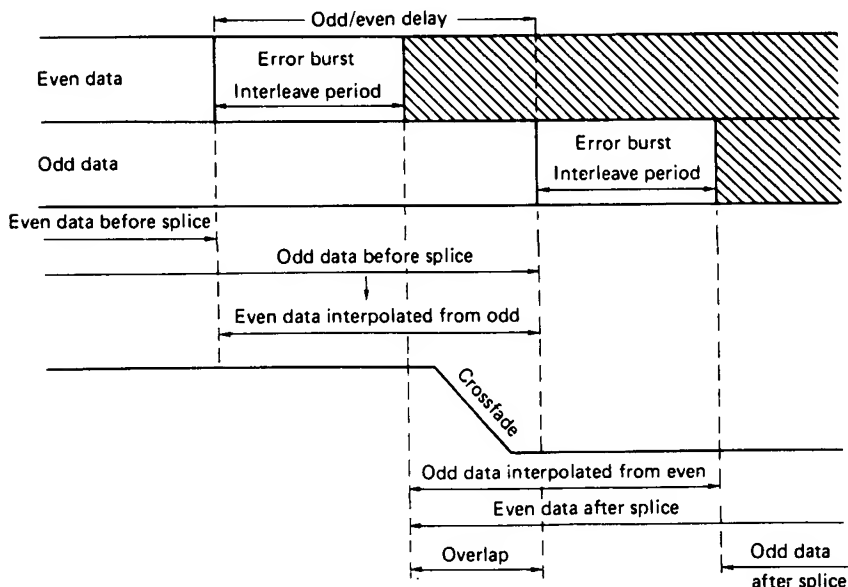 Odd/even delay
Even data
Error burst
Interleave period
Odd data
Error burst
Interleave period
Even data before splice
Odd data before splice
Even data interpolated from odd
Crossfade
Odd data interpolated from even
Even data after splice
Overlap
Odd data
after splice